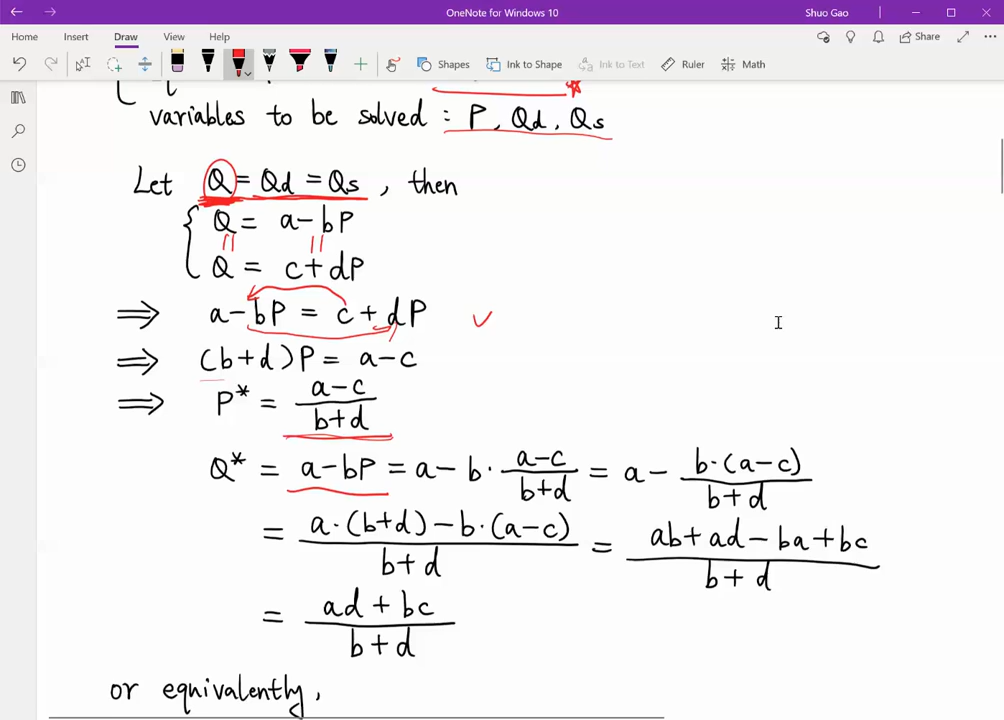 OneNote for Windows 10
Shuo Gao
Home Insert Draw View Help
Share
Shapes Ink to Shape Ink to Text Ruler Math
variables to be solved : P, Qd, Qs
Let Q = Qd = Qs , then
Q = a-bP
Q = c+dP
⟹ a-bP = c+dP ✓
⟹ (b+d)P = a-c
⟹ P* = (a-c)/(b+d)
Q* = a-bP = a- b·(a-c)/(b+d) = a- b·(a-c)/(b+d)
= (a·(b+d)-b·(a-c))/(b+d) = (ab+ad-ba+bc)/(b+d)
= (ad+bc)/(b+d)
or equivalently,